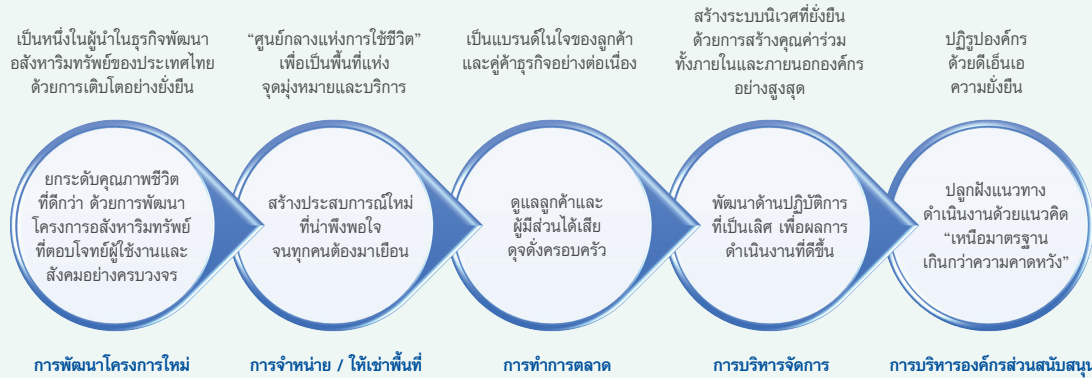 เป็นหนึ่งในผู้นำในธุรกิจพัฒนา
อสังหาริมทรัพย์ของประเทศไทย
ด้วยการเติบโตอย่างยั่งยืน
“ศูนย์กลางแห่งการใช้ชีวิต”
เพื่อเป็นพื้นที่แห่ง
จุดมุ่งหมายและบริการ
เป็นแบรนด์ในใจของลูกค้า
และคู่ค้าธุรกิจอย่างต่อเนื่อง
สร้างระบบนิเวศที่ยั่งยืน
ด้วยการสร้างคุณค่าร่วม
ทั้งภายในและภายนอกองค์กร
อย่างสูงสุด
ปฏิรูปองค์กร
ด้วยดีเอ็นเอ
ความยั่งยืน
ยกระดับคุณภาพชีวิต
ที่ดีกว่า ด้วยการพัฒนา
โครงการอสังหาริมทรัพย์
ที่ตอบโจทย์ผู้ใช้งานและ
สังคมอย่างครบวงจร
สร้างประสบการณ์ใหม่
ที่น่าพึงพอใจ
จนทุกคนต้องมาเยือน
ดูแลลูกค้าและ
ผู้มีส่วนได้เสีย
ดุจดั่งครอบครัว
พัฒนาด้านปฏิบัติการ
ที่เป็นเลิศ เพื่อผลการ
ดำเนินงานที่ดีขึ้น
ปลูกฝังแนวทาง
ดำเนินงานด้วยแนวคิด
“เหนือมาตรฐาน
เกินกว่าความคาดหวัง”
การพัฒนาโครงการใหม่
การจำหน่าย / ให้เช่าพื้นที่
การทำการตลาด
การบริหารจัดการ
การบริหารองค์กรส่วนสนับสนุน